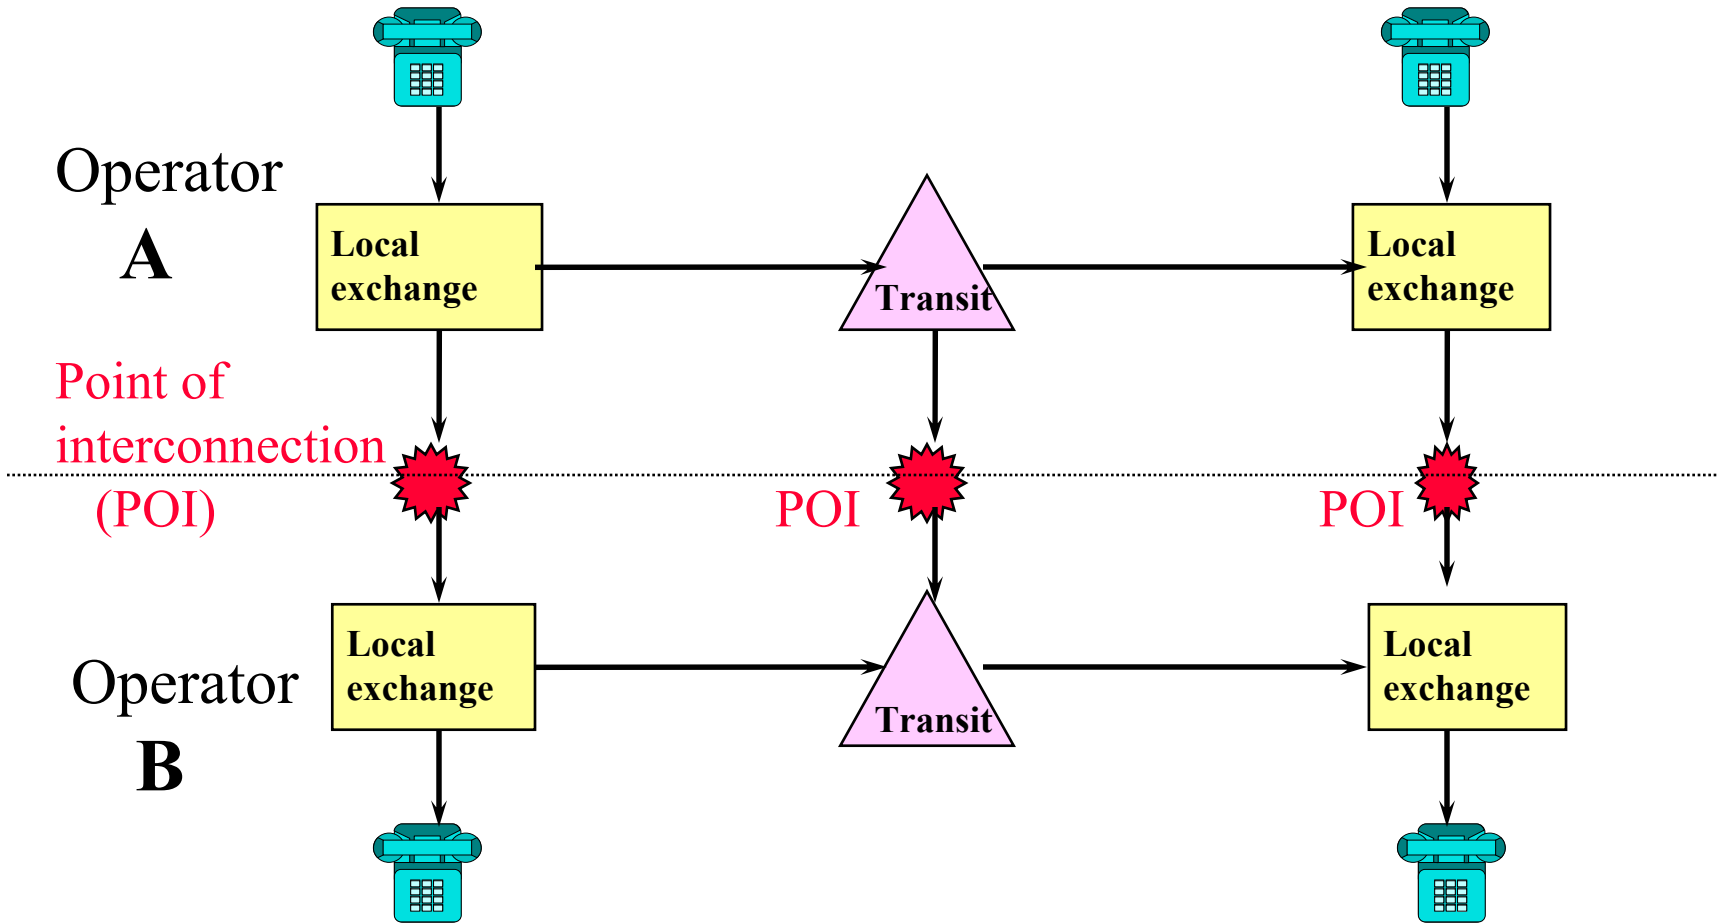 Operator
A
Local
exchange
Transit
Local
exchange
Point of
interconnection
(POI)
POI
POI
Operator
B
Local
exchange
Transit
Local
exchange